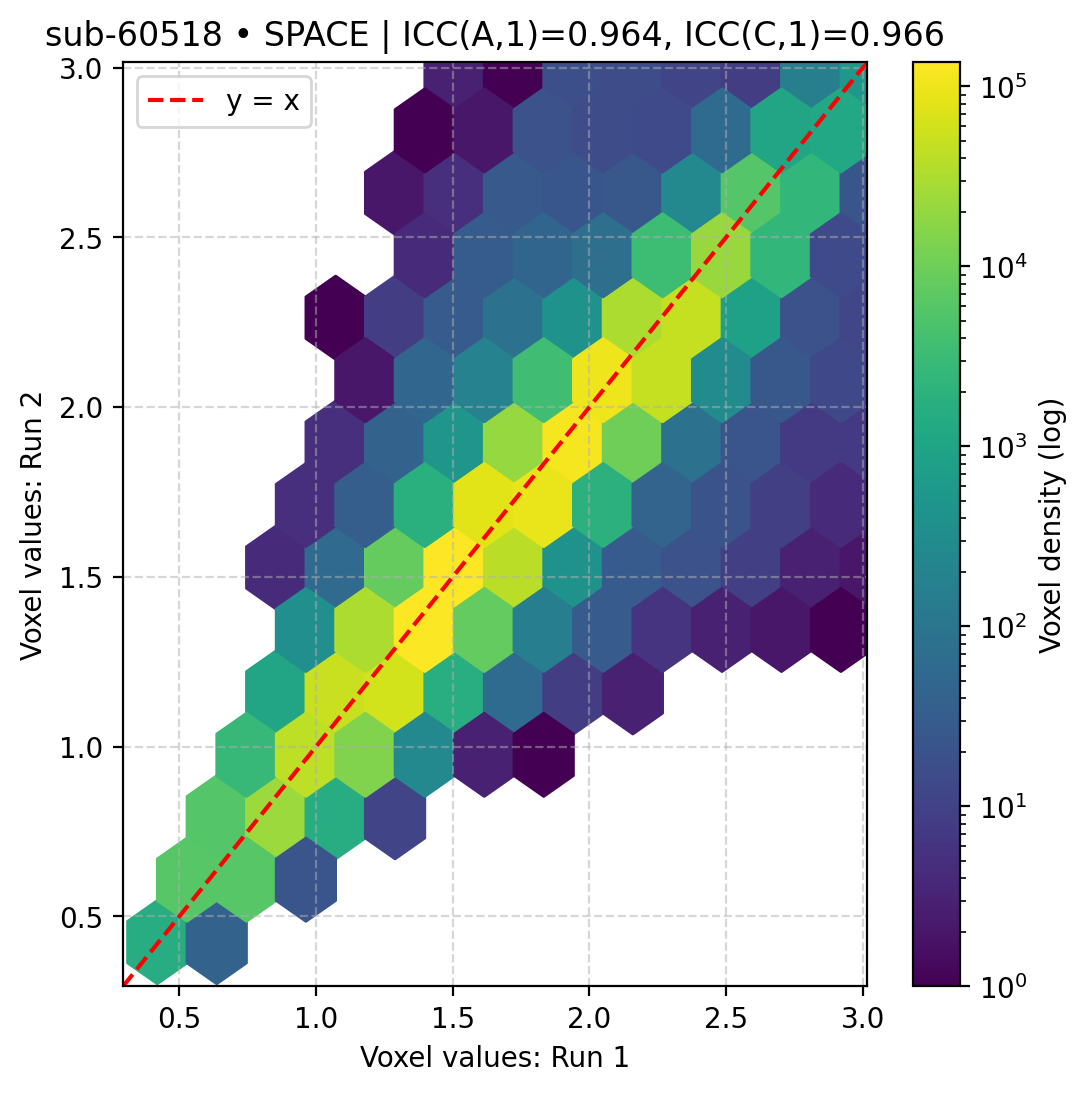 sub-60518 • SPACE | ICC(A,1)=0.964, ICC(C,1)=0.966
y = x
3.0
2.5
2.0
1.5
1.0
0.5
Voxel values: Run 2
0.5 1.0 1.5 2.0 2.5 3.0
Voxel values: Run 1
10⁵
10⁴
10³
10²
10¹
10⁰
Voxel density (log)